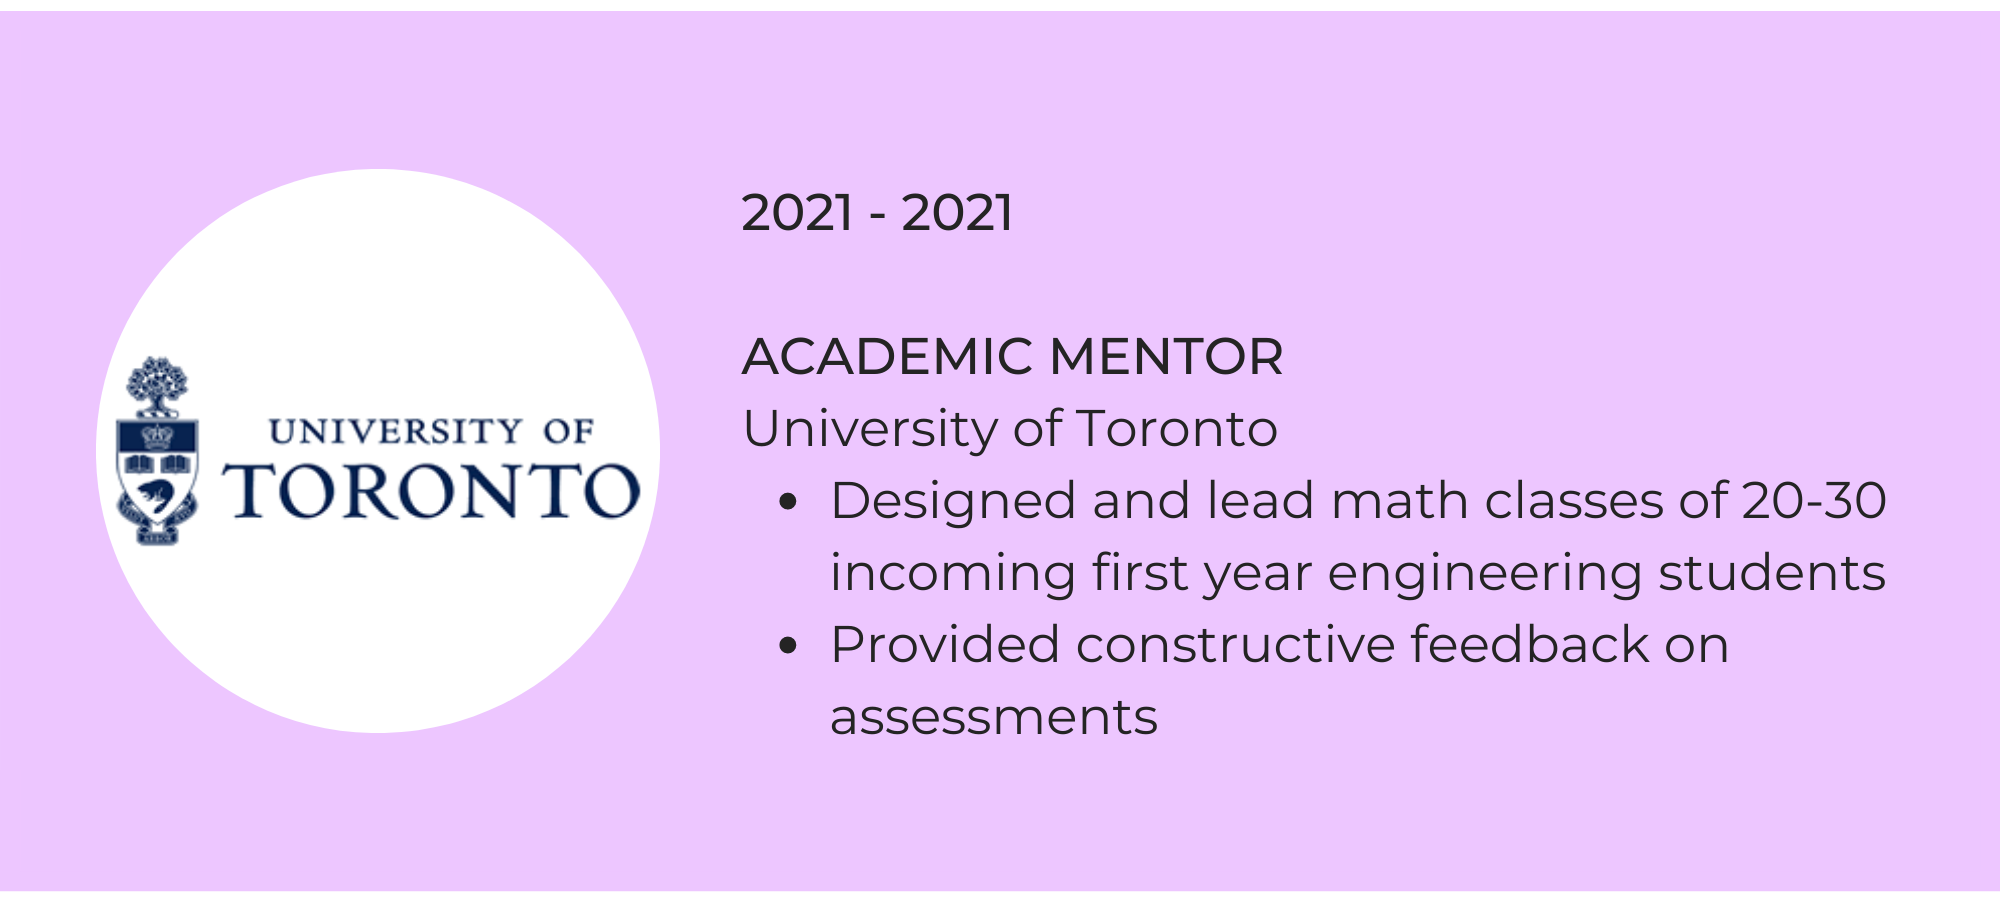 UNIVERSITY OF
TORONTO
2021 - 2021
ACADEMIC MENTOR
University of Toronto
• Designed and lead math classes of 20-30
incoming first year engineering students
• Provided constructive feedback on
assessments